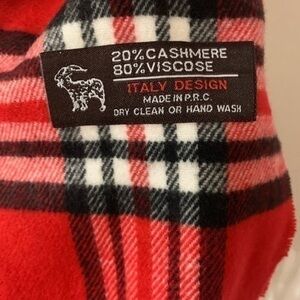 20%CASHMERE
80%VISCOSE
ITALY DESIGN
MADE IN P.R.C.
DRY CLEAN OR HAND WASH